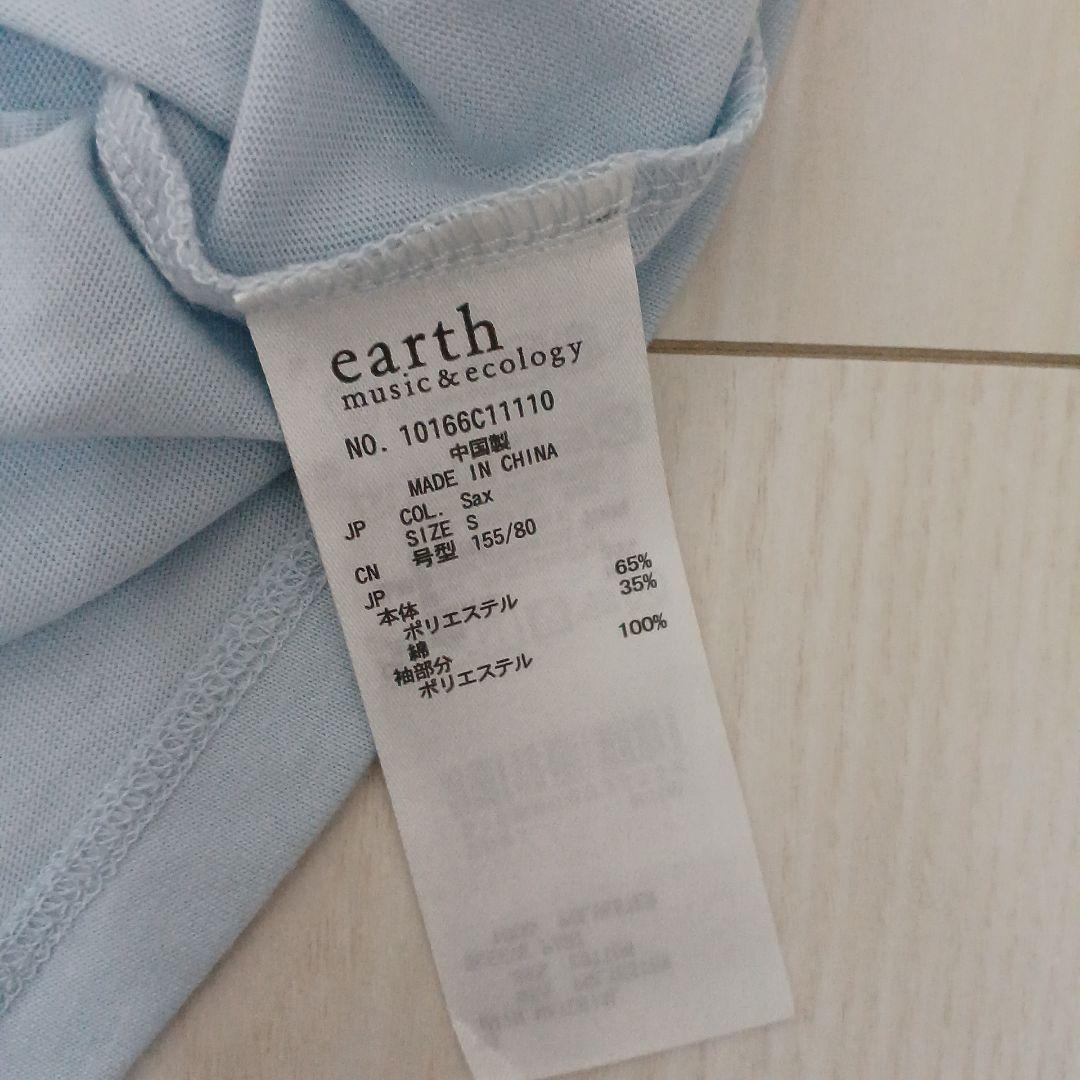 earth
music&ecology
NO. 10166C11110
中国製
MADE IN CHINA
JP COL. Sax
SIZE S
CN 号型 155/80
JP
本体
ポリエステル 65%
綿 35%
袖部分
ポリエステル 100%